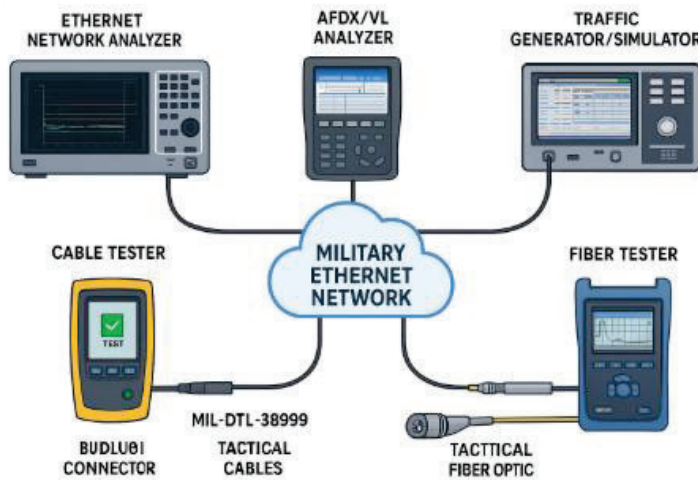 ETHERNET
NETWORK ANALYZER
AFDX/VL
ANALYZER
TRAFFIC
GENERATOR/SIMULATOR
MILITARY
ETHERNET
NETWORK
CABLE TESTER
FIBER TESTER
TEST
MIL-DTL-38999
TACTICAL
CABLES
CONNECTOR
TACTTICAL
FIBER OPTIC